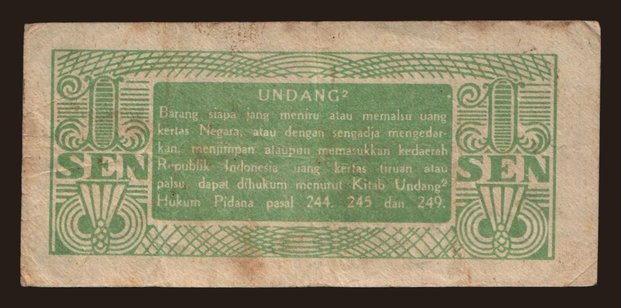 UNDANG²
Barang siapa jang meniru atau memalsu uang
kertas Negara, atau dengan sengadja mengedar-
kan, menjimpan ataupun memasukkan kedaerah
Republik Indonesia uang kertas tiruan atau
palsu, dapat dihukum menurut Kitab Undang²
Hukum Pidana pasal 244, 245 dan 249.
1 SEN
1 SEN